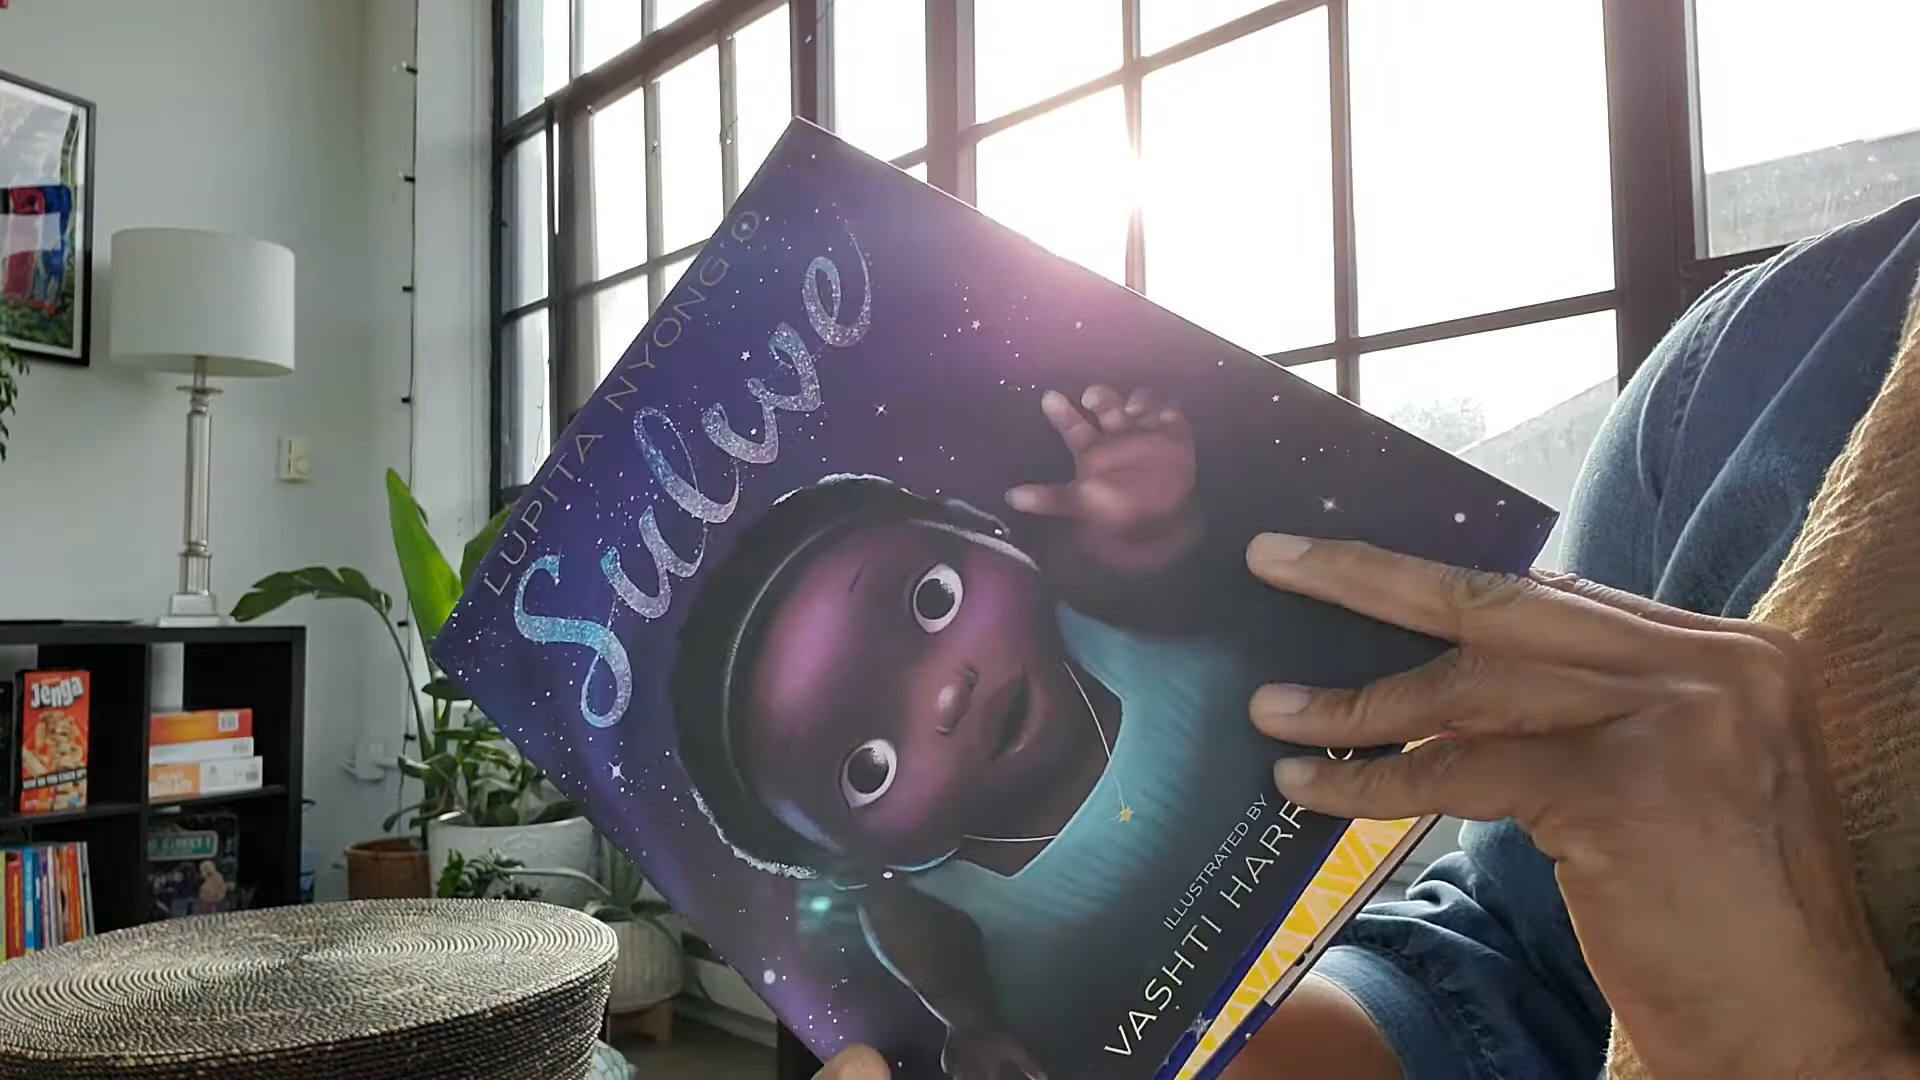 LUPITA NYONG'O
Sulwe
ILLUSTRATED BY
VASHTI HARR
Jenga